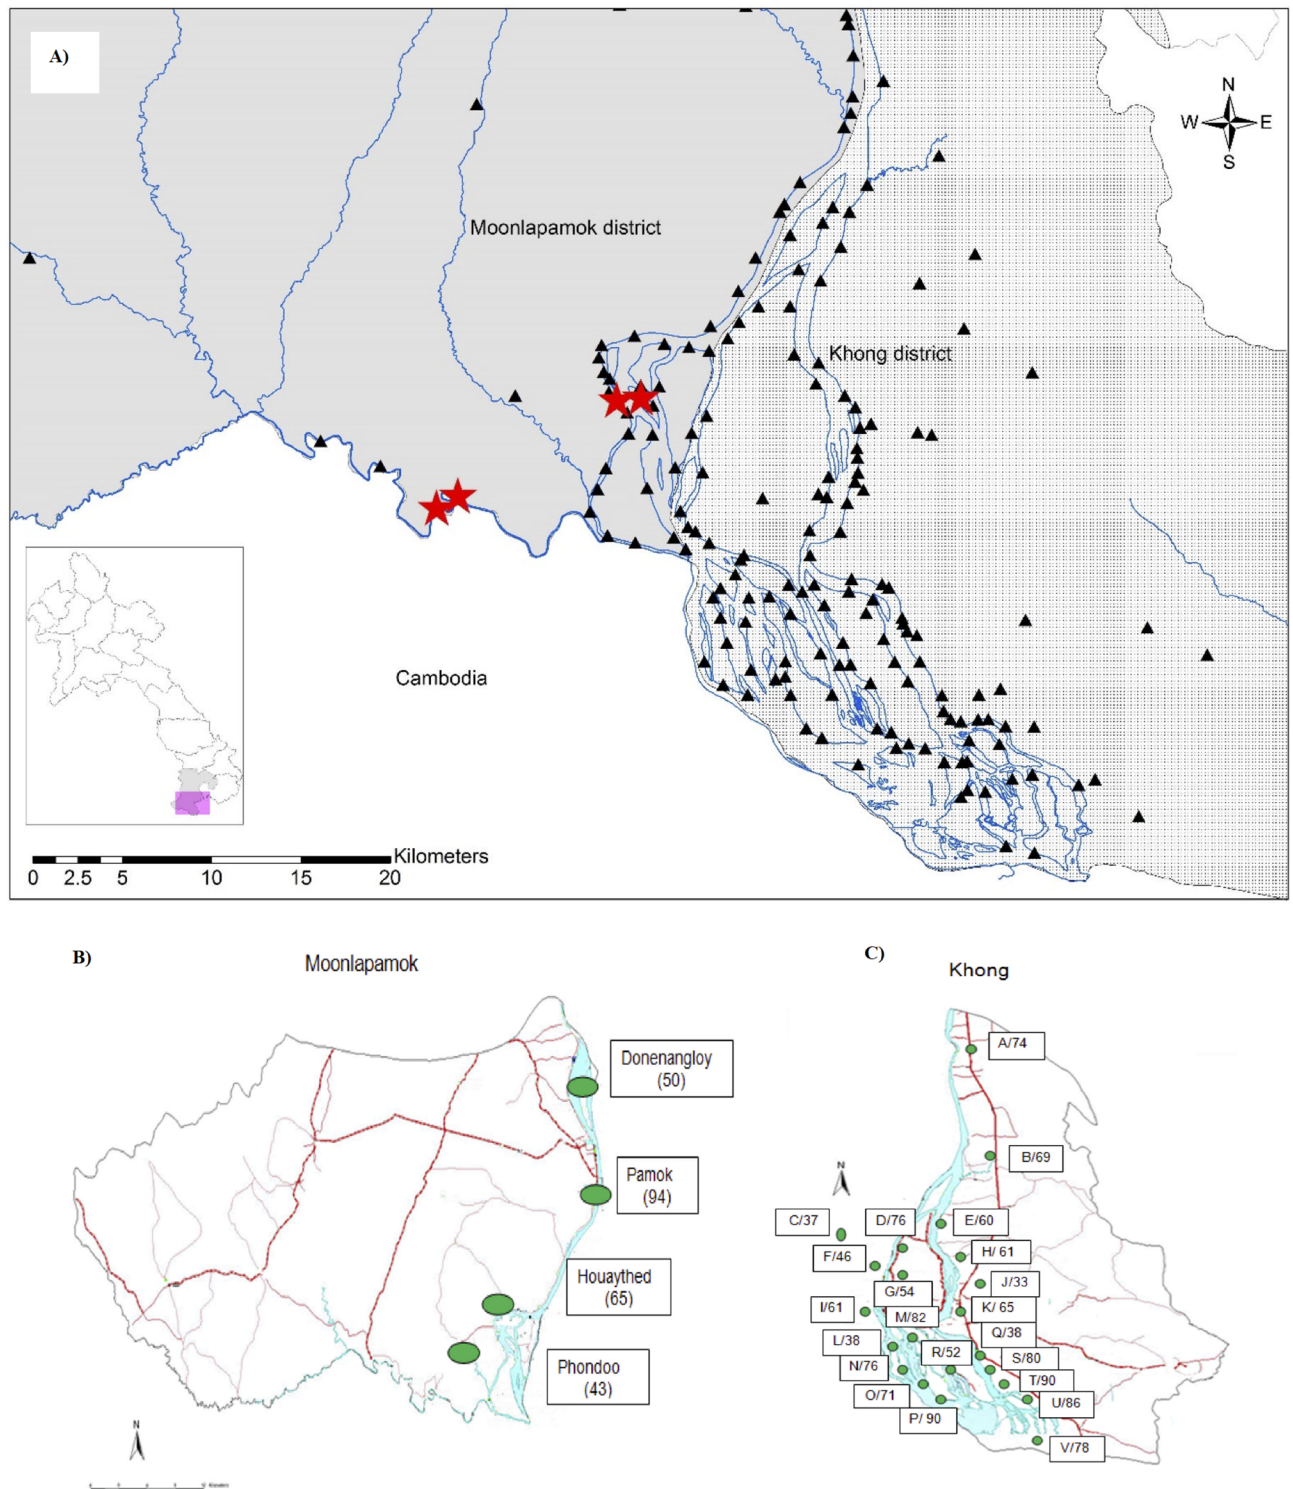 A)
N
W E
S
Moonlapamok district
Khong district
Cambodia
Kilometers
0 2.5 5 10 15 20
B)
Moonlapamok
Donenangloy
(50)
Pamok
(94)
Houaythed
(65)
Phondoo
(43)
N
C)
Khong
A/74
B/69
N
C/37
D/76
E/60
F/46
H/ 61
G/54
J/33
I/61
M/82
K/ 65
Q/38
L/38
R/52
S/80
N/76
T/90
O/71
U/86
P/ 90
V/78